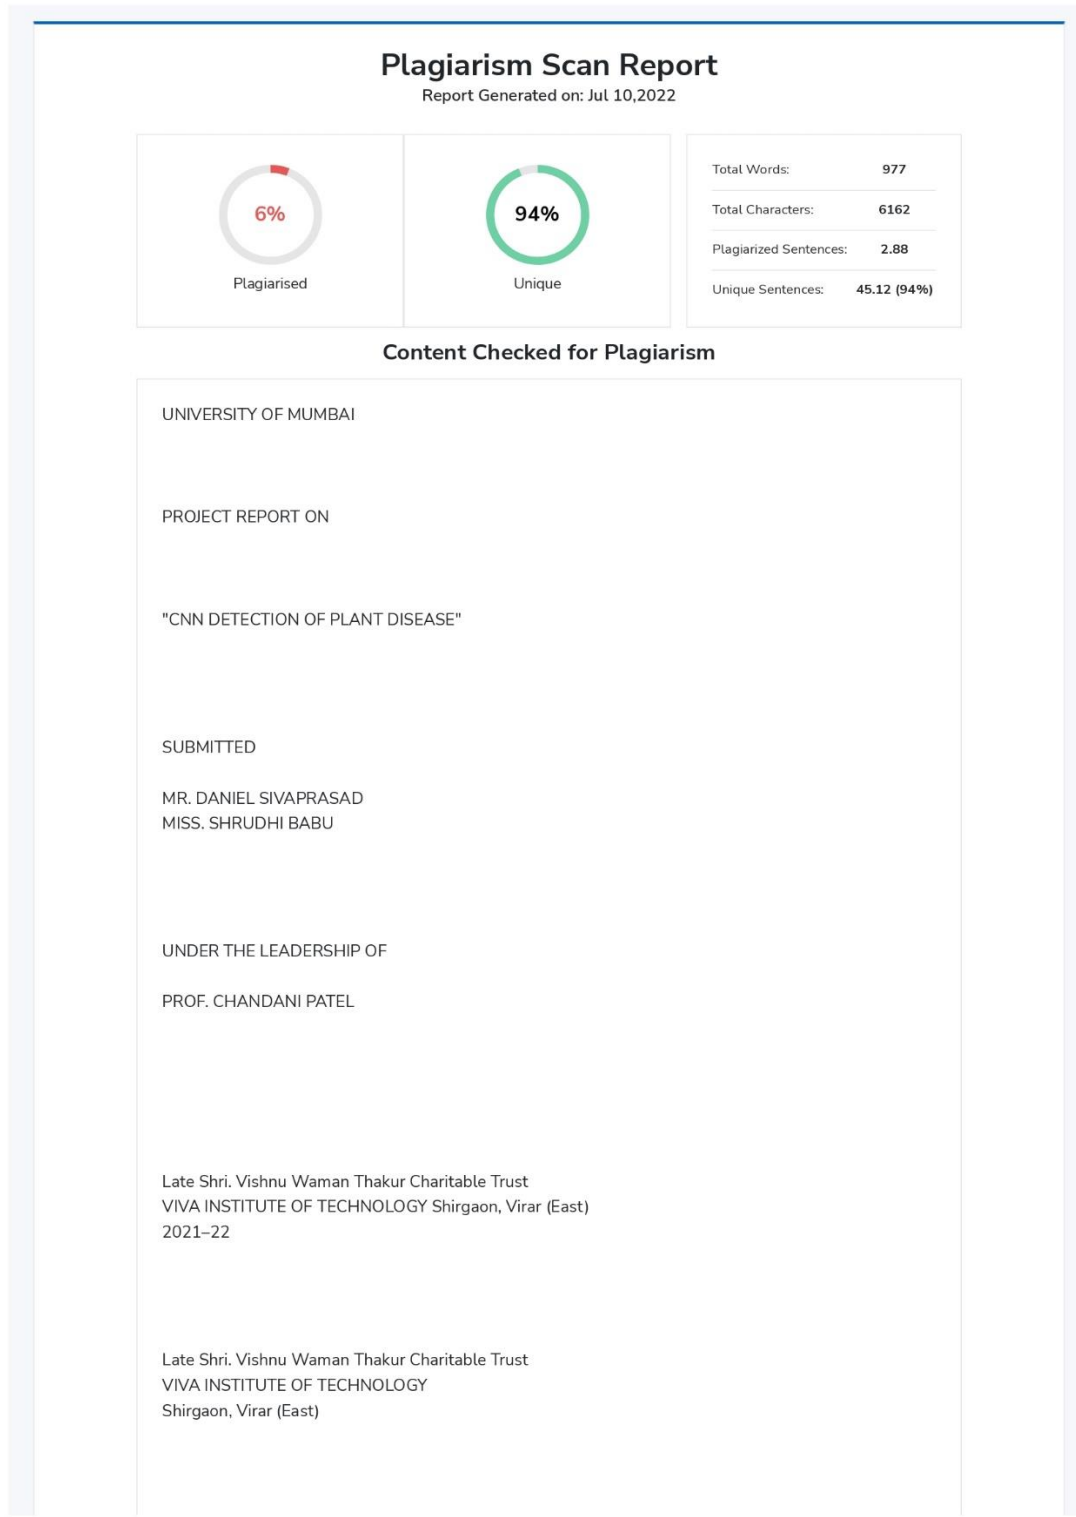 Plagiarism Scan Report
Report Generated on: Jul 10,2022
6%
Plagiarised
94%
Unique
Total Words: 977
Total Characters: 6162
Plagiarized Sentences: 2.88
Unique Sentences: 45.12 (94%)
Content Checked for Plagiarism
UNIVERSITY OF MUMBAI
PROJECT REPORT ON
"CNN DETECTION OF PLANT DISEASE"
SUBMITTED
MR. DANIEL SIVAPRASAD
MISS. SHRUDHI BABU
UNDER THE LEADERSHIP OF
PROF. CHANDANI PATEL
Late Shri. Vishnu Waman Thakur Charitable Trust
VIVA INSTITUTE OF TECHNOLOGY Shirgaon, Virar (East)
2021–22
Late Shri. Vishnu Waman Thakur Charitable Trust
VIVA INSTITUTE OF TECHNOLOGY
Shirgaon, Virar (East)